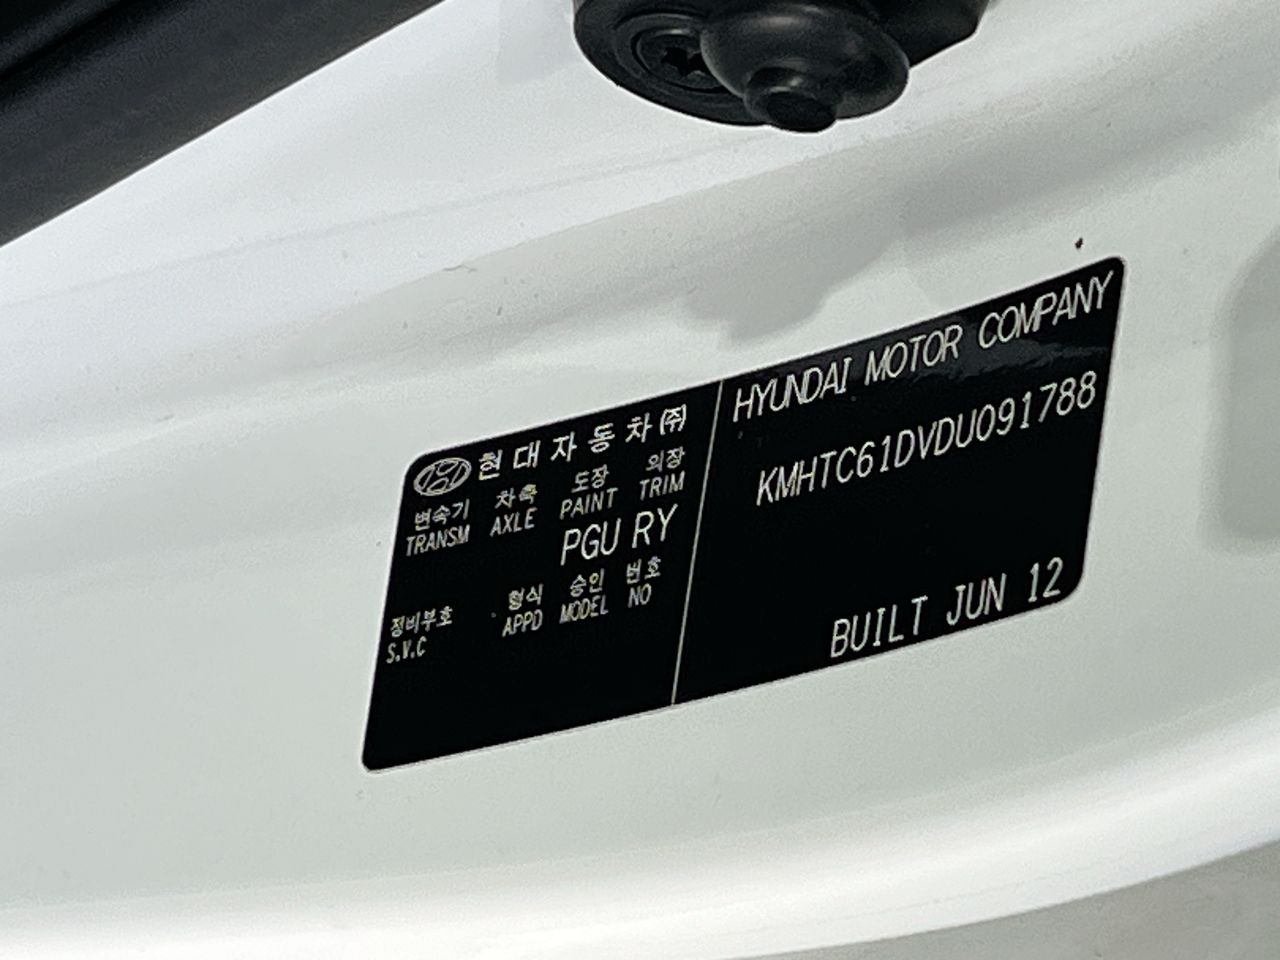 현대자동차㈜
변속기 차축 도장 의장
TRANSM AXLE PAINT TRIM
PGU RY
형식 승인 번호
정비부호 APPD MODEL NO
S.V.C
HYUNDAI MOTOR COMPANY
KMHTC61DVDU091788
BUILT JUN 12